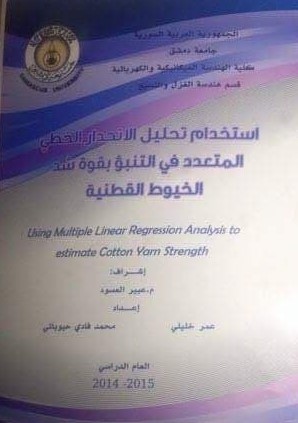 الجمهورية العربية السورية
جامعة دمشق
كلية الهندسة الميكانيكية والكهربائية
قسم هندسة الغزل والنسيج
DAMASCUS UNIVERSITY
استخدام تحليل الانحدار الخطي
المتعدد في التنبؤ بقوة شد
الخيوط القطنية
Using Multiple Linear Regression Analysis to
estimate Cotton Yarn Strength
إشراف:
م.عبير العسود
إعداد
عمر خليلي محمد فادي حيوباتي
العام الدراسي
2014-2015